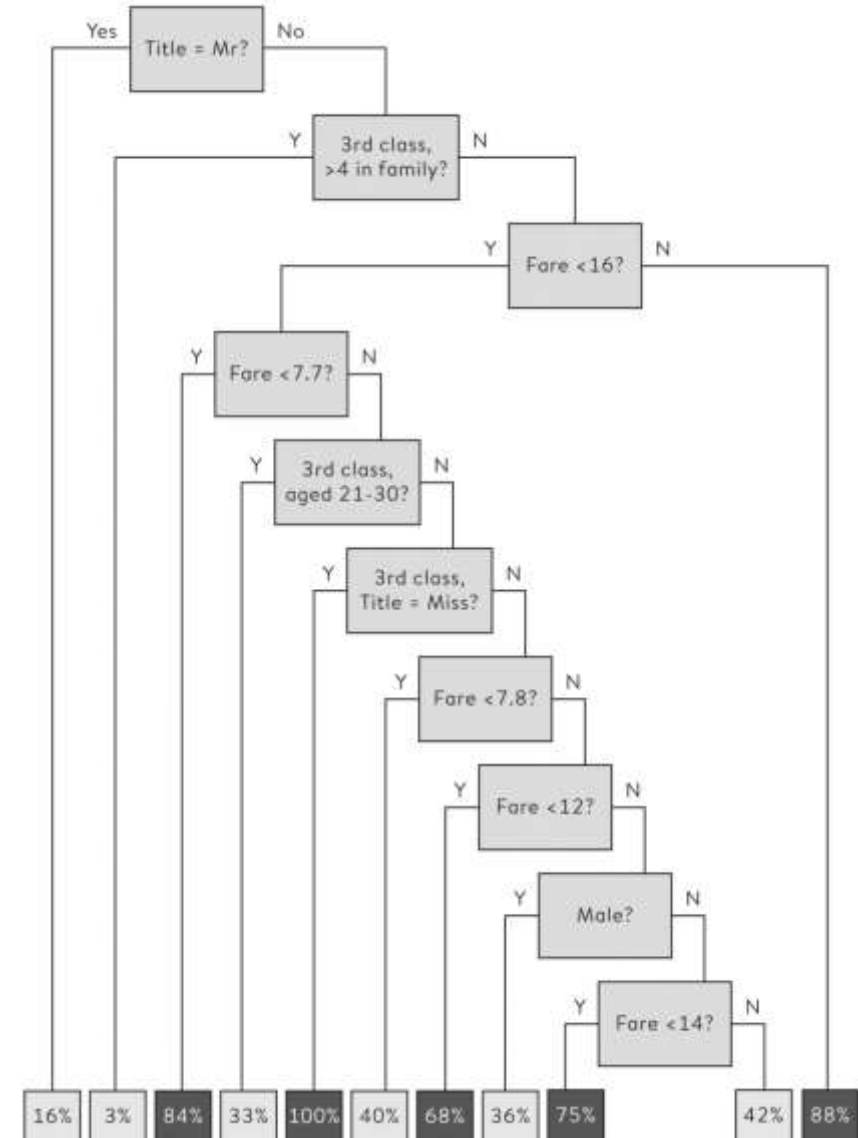 Yes
No
Title = Mr?
Y
N
3rd class,
>4 in family?
Y
N
Fare <16?
Y
N
Fare <7.7?
Y
N
3rd class,
aged 21-30?
Y
N
3rd class,
Title = Miss?
Y
N
Fare <7.8?
Y
N
Fare <12?
Y
N
Male?
Y
N
Fare <14?
16% 3% 84% 33% 100% 40% 68% 36% 75% 42% 88%